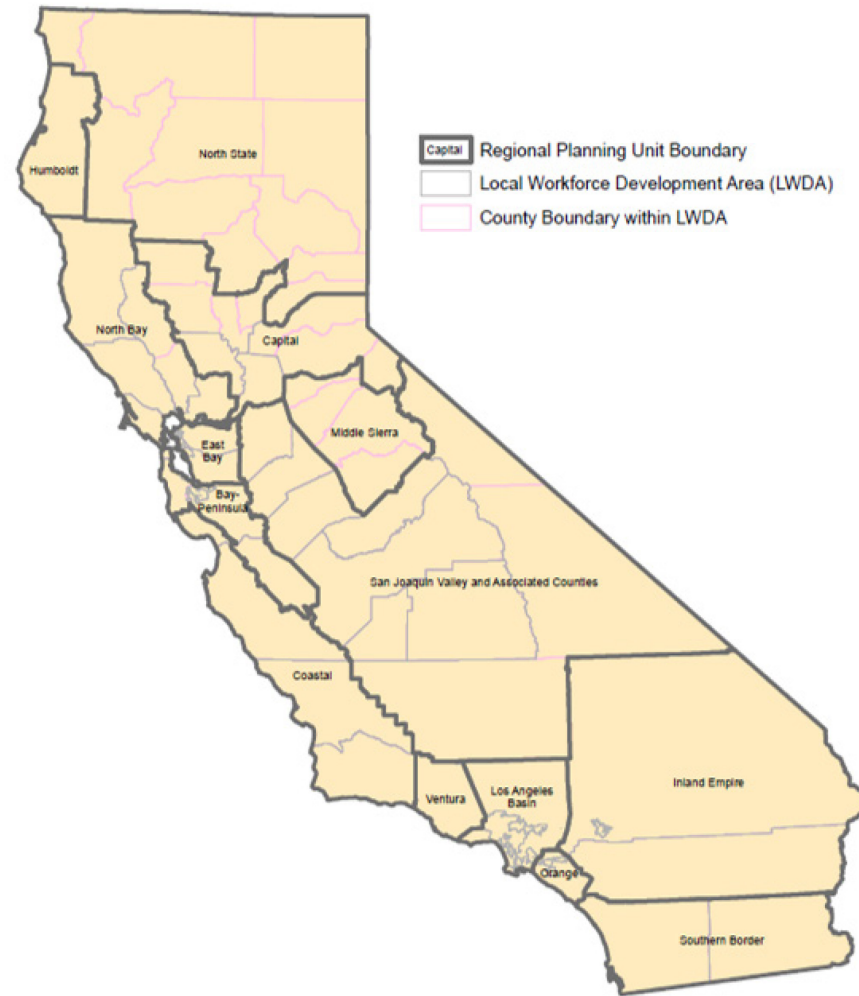 North State
Humboldt
Capital Regional Planning Unit Boundary
Local Workforce Development Area (LWDA)
County Boundary within LWDA
North Bay
Capital
Middle Sierra
East
Bay
Bay-
Peninsula
San Joaquin Valley and Associated Counties
Coastal
Inland Empire
Ventura
Los Angeles
Basin
Orange
Southern Border